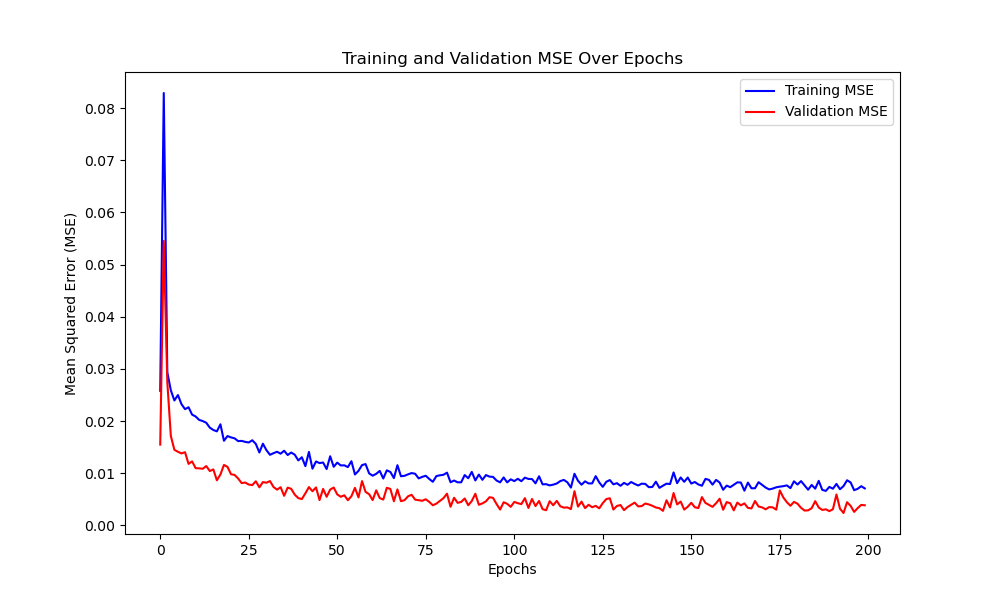 Training and Validation MSE Over Epochs
Training MSE
Validation MSE
Mean Squared Error (MSE)
0.08
0.07
0.06
0.05
0.04
0.03
0.02
0.01
0.00
0 25 50 75 100 125 150 175 200
Epochs